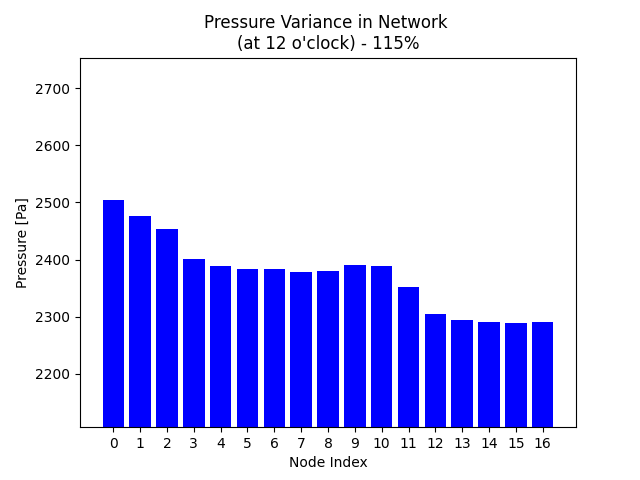 Pressure Variance in Network
(at 12 o'clock) - 115%
2700
2600
2500
2400
2300
2200
Pressure [Pa]
0 1 2 3 4 5 6 7 8 9 10 11 12 13 14 15 16
Node Index